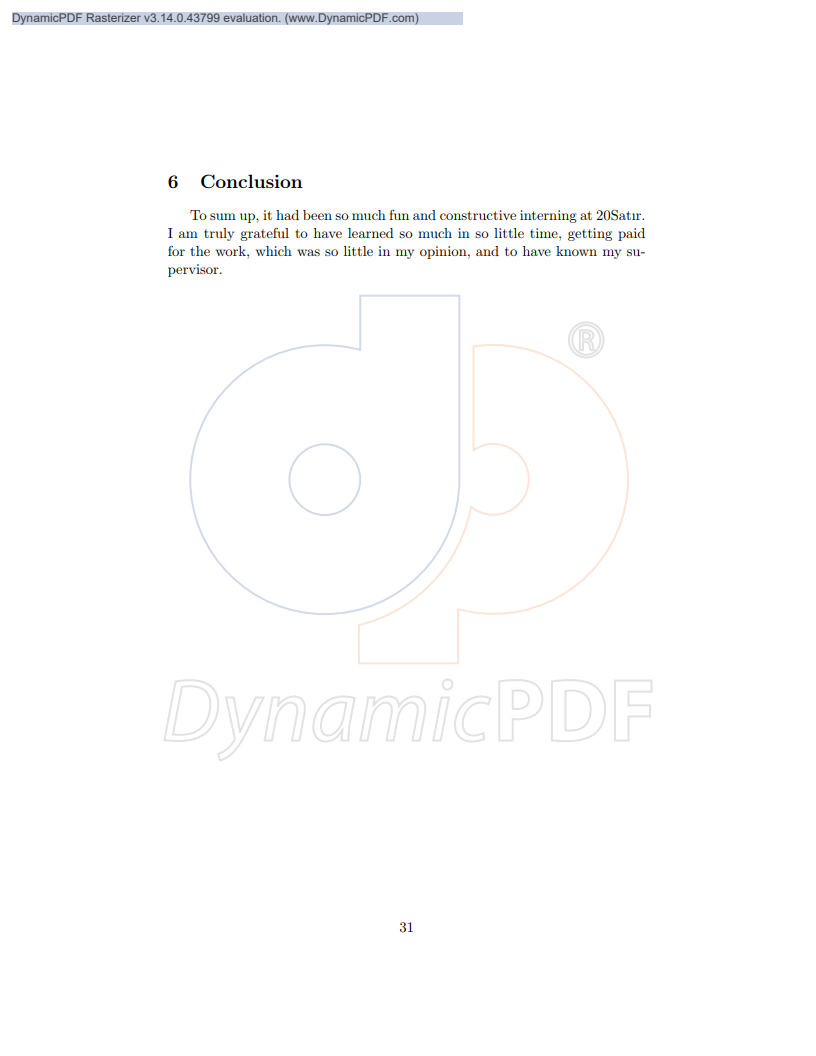 DynamicPDF Rasterizer v3.14.0.43799 evaluation. (www.DynamicPDF.com)
6 Conclusion
To sum up, it had been so much fun and constructive interning at 20Satır.
I am truly grateful to have learned so much in so little time, getting paid
for the work, which was so little in my opinion, and to have known my su-
pervisor.
®
DynamicPDF
31